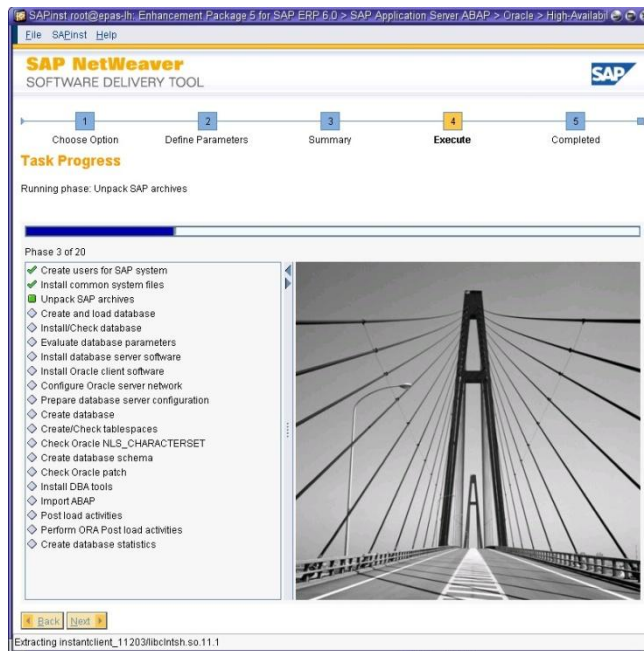 SAPinst root@epas-lh: Enhancement Package 5 for SAP ERP 6.0 > SAP Application Server ABAP > Oracle > High-Availabil
File SAPinst Help
SAP NetWeaver
SOFTWARE DELIVERY TOOL
SAP
1 2 3 4 5
Choose Option Define Parameters Summary Execute Completed
Task Progress
Running phase: Unpack SAP archives
Phase 3 of 20
Create users for SAP system
Install common system files
Unpack SAP archives
Create and load database
Install/Check database
Evaluate database parameters
Install database server software
Install Oracle client software
Configure Oracle server network
Prepare database server configuration
Create database
Create/Check tablespaces
Check Oracle NLS_CHARACTERSET
Create database schema
Check Oracle patch
Install DBA tools
Import ABAP
Post load activities
Perform ORA Post load activities
Create database statistics
Back Next
Extracting instantclient_11203/libclntsh.so.11.1